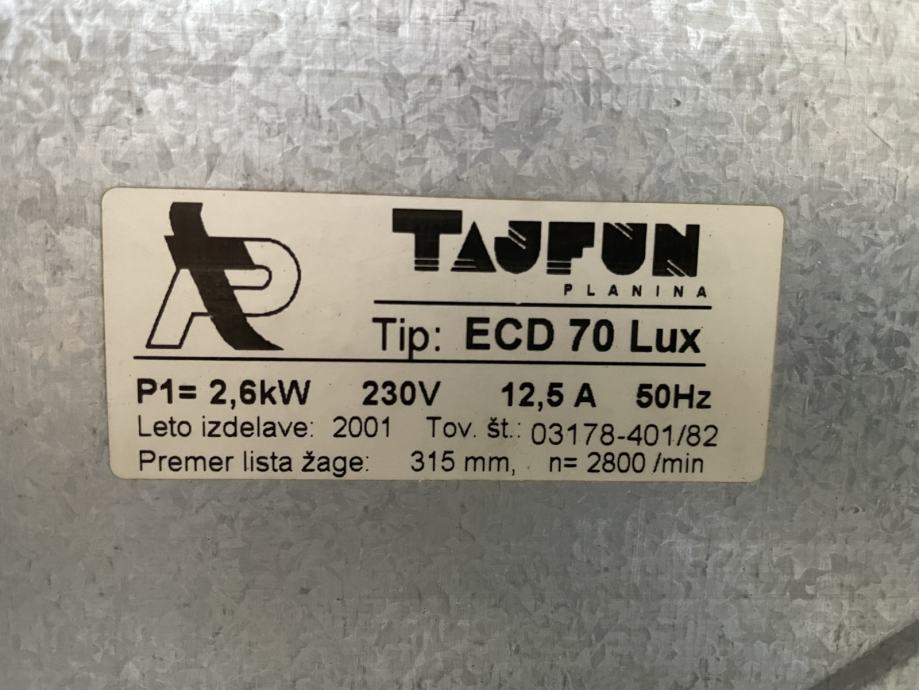 TAJFUN
PLANINA
Tip: ECD 70 Lux
P1= 2,6kW 230V 12,5 A 50Hz
Leto izdelave: 2001 Tov. št.: 03178-401/82
Premer lista žage: 315 mm, n= 2800 /min